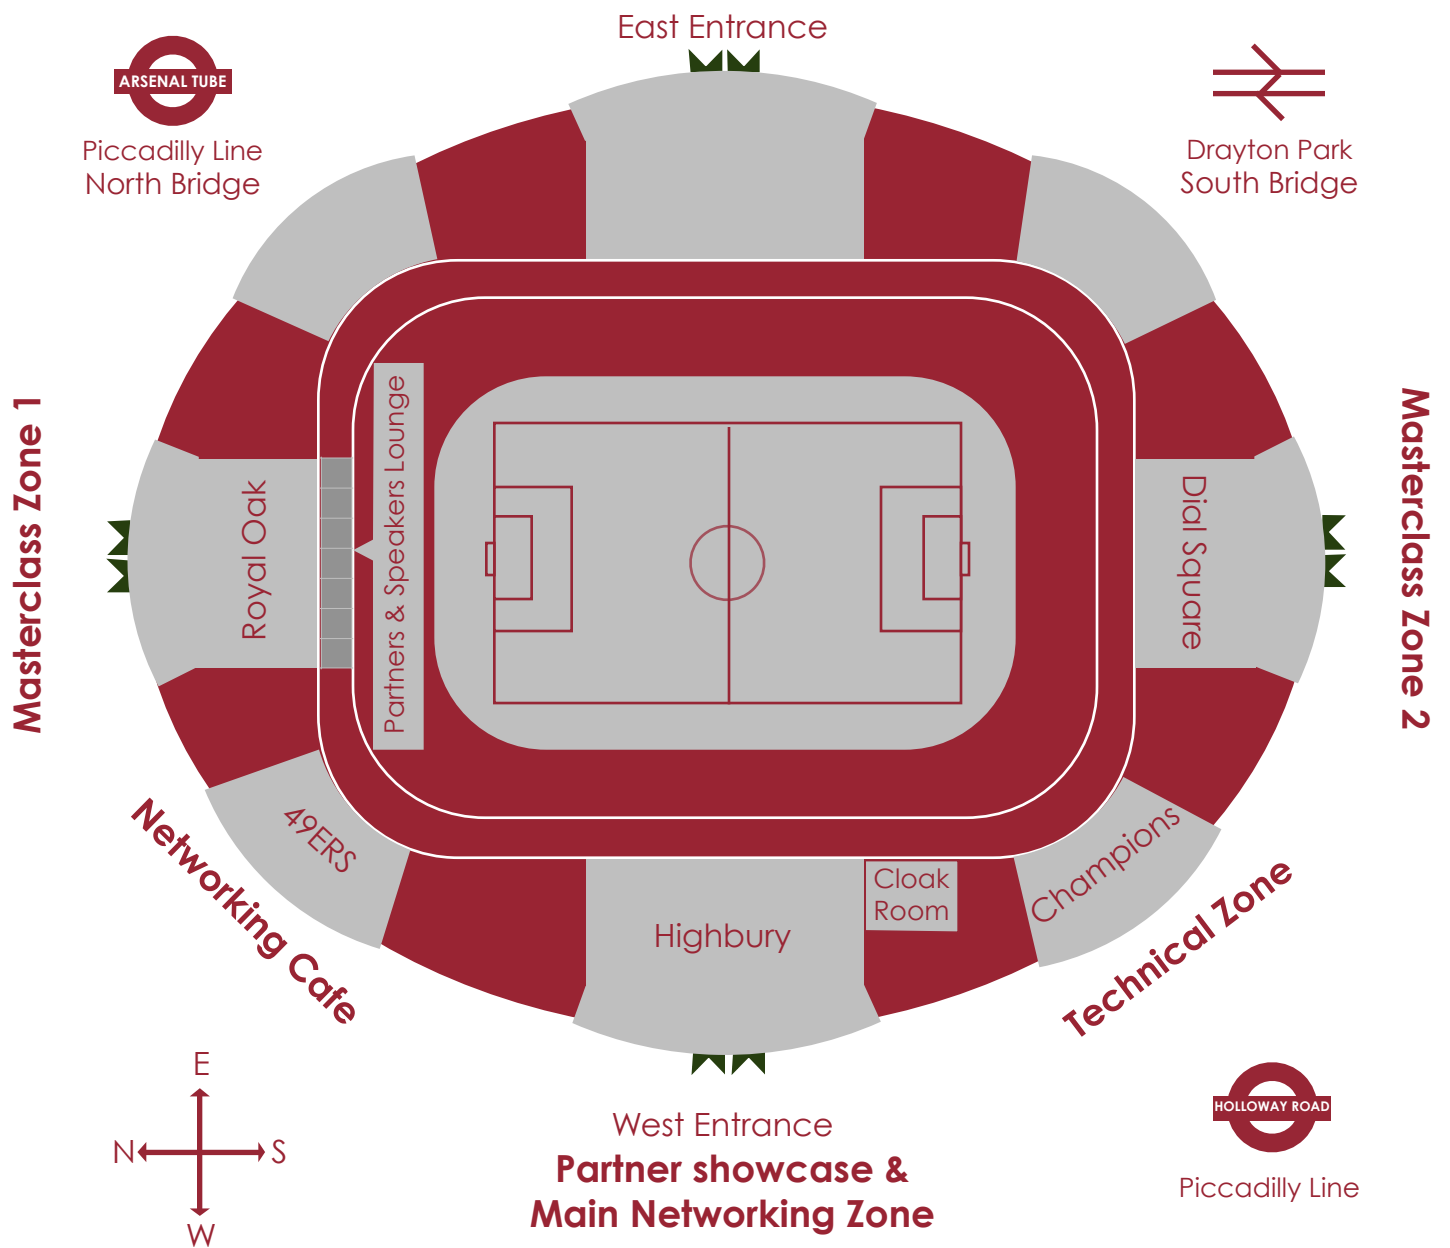 East Entrance
ARSENAL TUBE
Piccadilly Line
North Bridge
Drayton Park
South Bridge
Masterclass Zone 1
Royal Oak
Partners & Speakers Lounge
Dial Square
Masterclass Zone 2
49ERS
Networking Cafe
Highbury
Cloak
Room
Champions
Technical Zone
E
N
S
W
West Entrance
Partner showcase &
Main Networking Zone
HOLLOWAY ROAD
Piccadilly Line